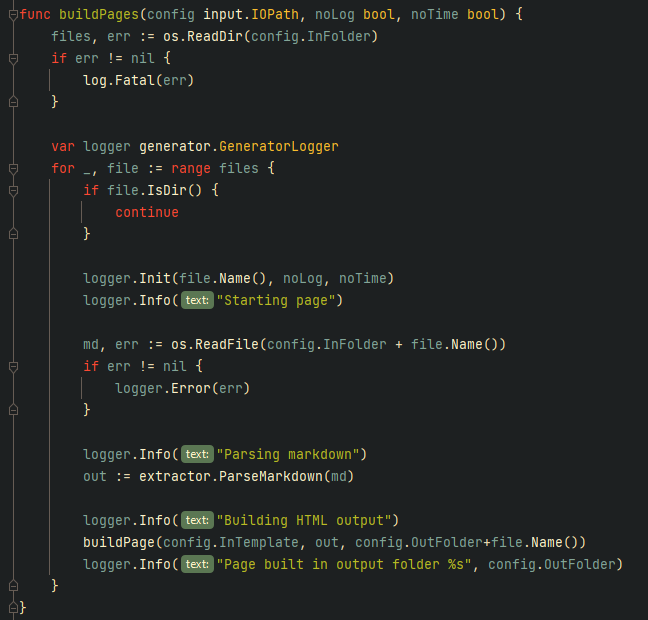 func buildPages(config input.IOPath, noLog bool, noTime bool) {
    files, err := os.ReadDir(config.InFolder)
    if err != nil {
        log.Fatal(err)
    }

    var logger generator.GeneratorLogger
    for _, file := range files {
        if file.IsDir() {
            continue
        }

        logger.Init(file.Name(), noLog, noTime)
        logger.Info( text: "Starting page")

        md, err := os.ReadFile(config.InFolder + file.Name())
        if err != nil {
            logger.Error(err)
        }

        logger.Info( text: "Parsing markdown")
        out := extractor.ParseMarkdown(md)

        logger.Info( text: "Building HTML output")
        buildPage(config.InTemplate, out, config.OutFolder+file.Name())
        logger.Info( text: "Page built in output folder %s", config.OutFolder)
    }
}